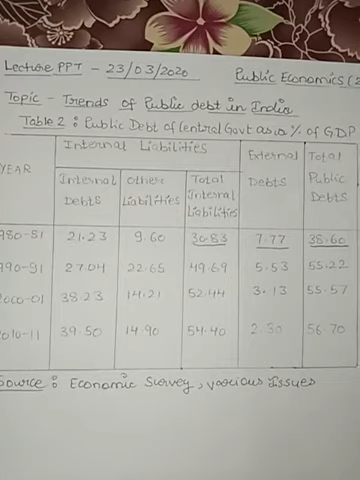 Lecture PPT - 23/03/2020 Public Economics (2
Topic - Trends of Public debt in India
Table 2 : Public Debt of Central Govt as a % of GDP
YEAR Internal Liabilities External Debts Total Public Debts
Internal Debts Other Liabilities Total Internal Liabilities
980-81 21.23 9.60 30.83 7.77 38.60
990-91 27.04 22.65 49.69 5.53 55.22
2000-01 38.23 14.21 52.44 3.13 55.57
2010-11 39.50 14.90 54.40 2.30 56.70
Source : Economic Survey, various Issues